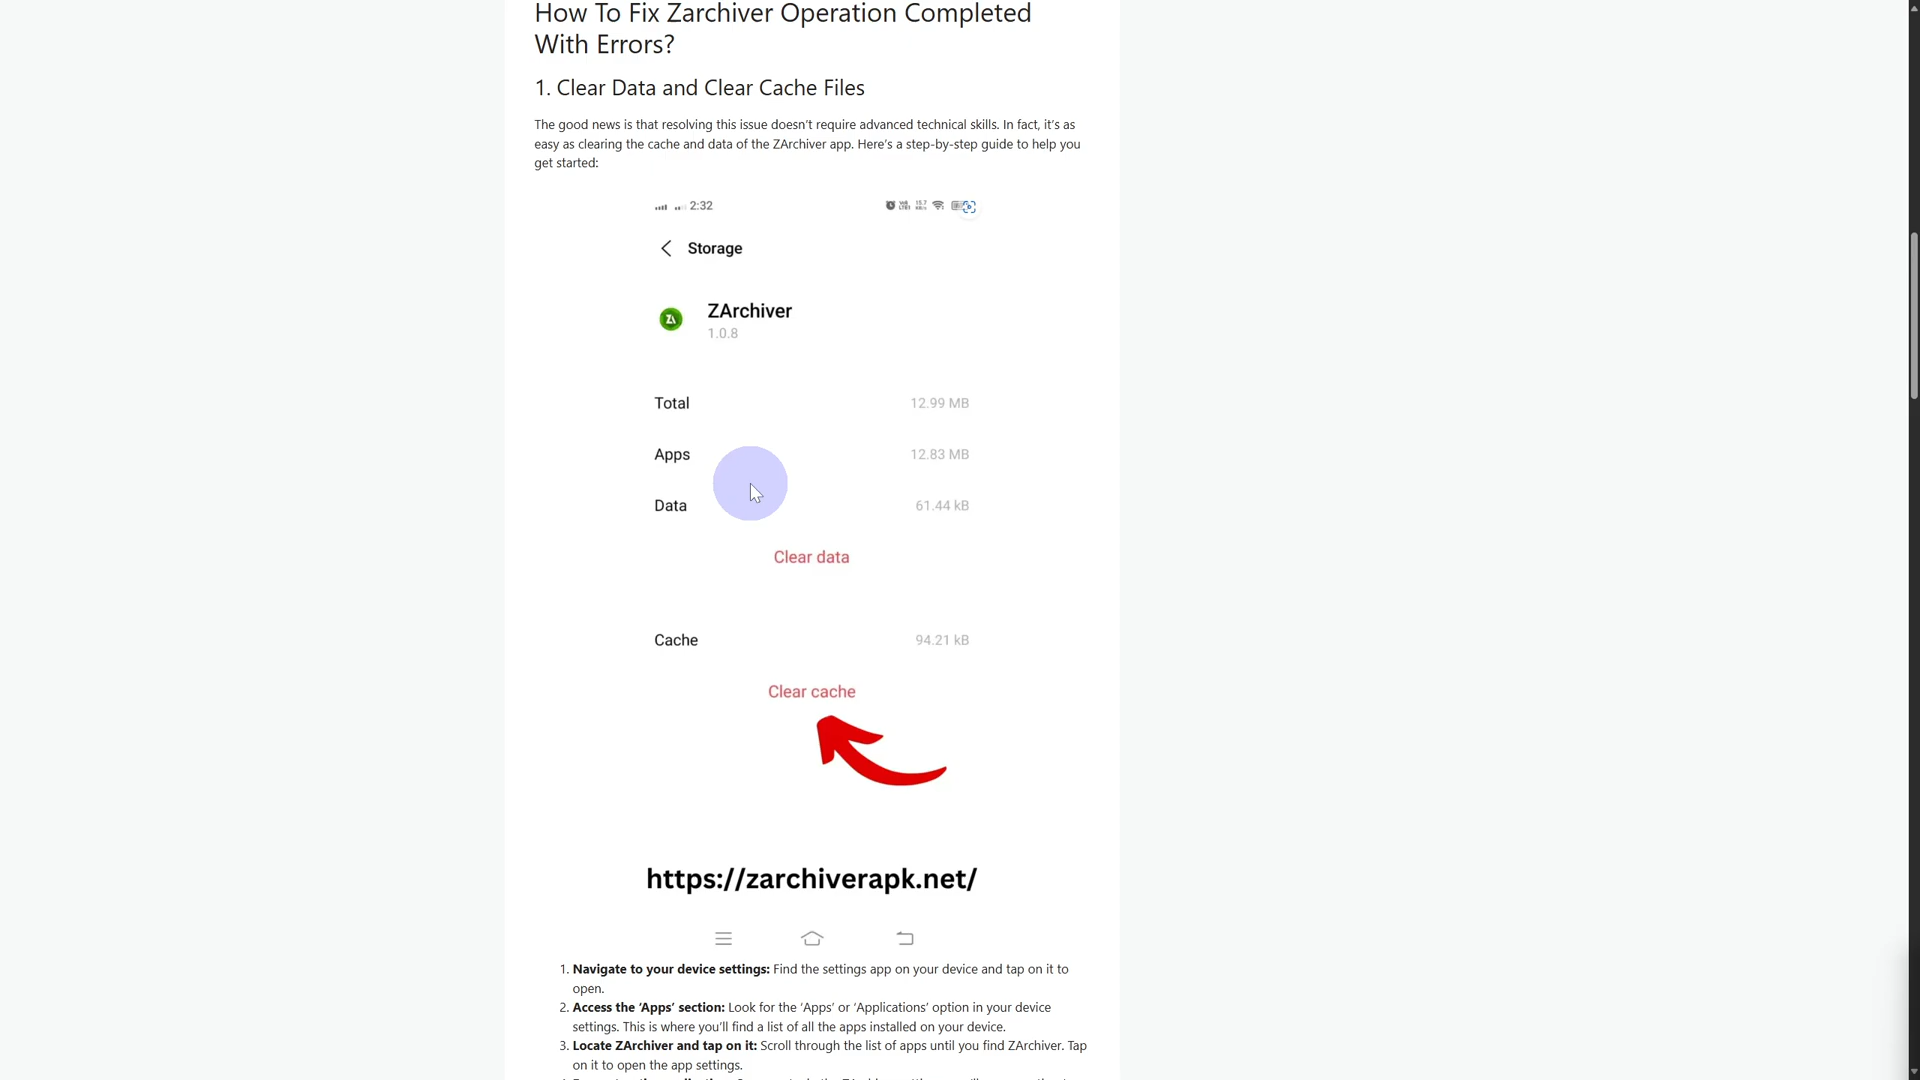 How To Fix Zarchiver Operation Completed
With Errors?
1. Clear Data and Clear Cache Files
The good news is that resolving this issue doesn’t require advanced technical skills. In fact, it’s as
easy as clearing the cache and data of the ZArchiver app. Here’s a step-by-step guide to help you
get started:
2:32
Storage
ZA
ZArchiver
1.0.8
Total 12.99 MB
Apps 12.83 MB
Data 61.44 kB
Clear data
Cache 94.21 kB
Clear cache
https://zarchiverapk.net/
1. Navigate to your device settings: Find the settings app on your device and tap on it to
open.
2. Access the ‘Apps’ section: Look for the ‘Apps’ or ‘Applications’ option in your device
settings. This is where you’ll find a list of all the apps installed on your device.
3. Locate ZArchiver and tap on it: Scroll through the list of apps until you find ZArchiver. Tap
on it to open the app settings.